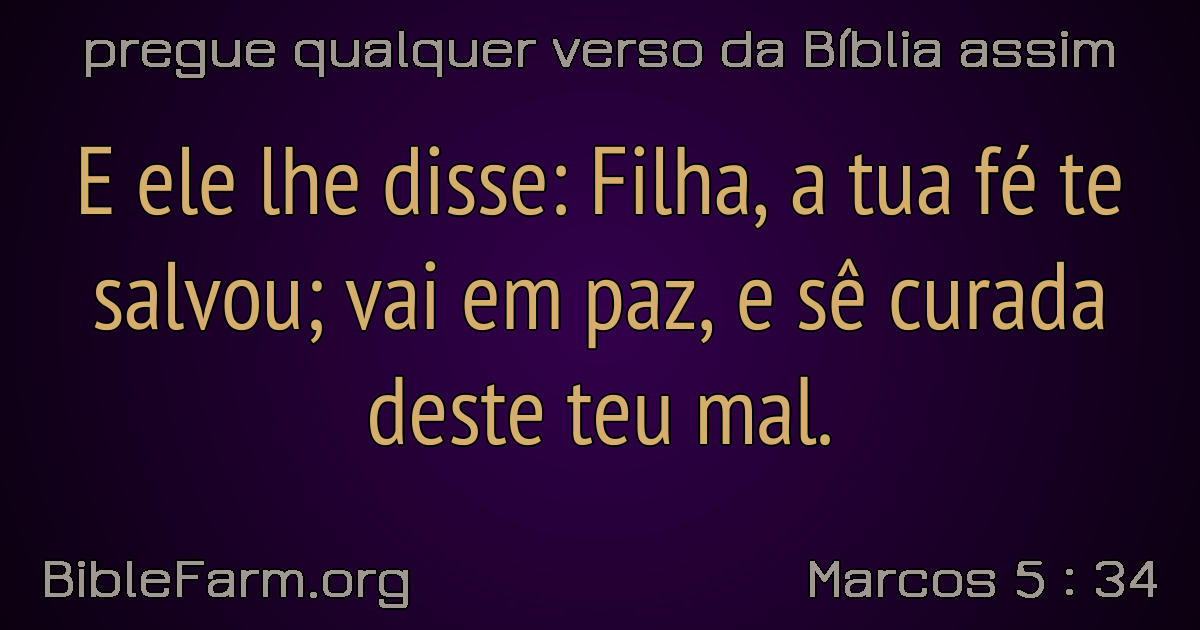 pregue qualquer verso da Bíblia assim
E ele lhe disse: Filha, a tua fé te
salvou; vai em paz, e sê curada
deste teu mal.
BibleFarm.org
Marcos 5 : 34